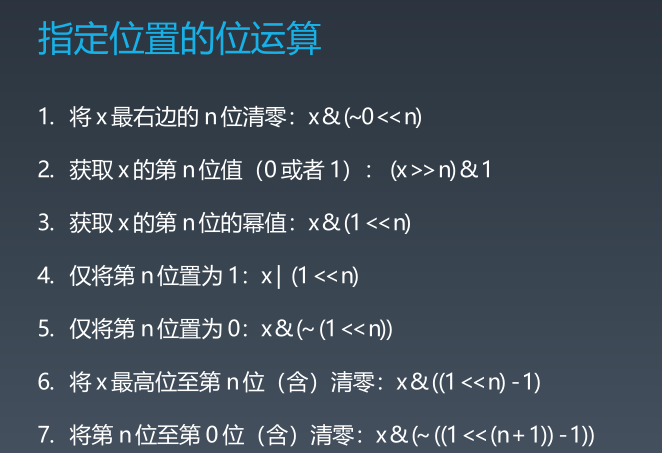 指定位置的位运算
1. 将 x 最右边的 n 位清零：x & (~0 << n)
2. 获取 x 的第 n 位值（0 或者 1）： (x >> n) & 1
3. 获取 x 的第 n 位的幂值：x & (1 << n)
4. 仅将第 n 位置为 1：x | (1 << n)
5. 仅将第 n 位置为 0：x & (~ (1 << n))
6. 将 x 最高位至第 n 位（含）清零：x & ((1 << n) - 1)
7. 将第 n 位至第 0 位（含）清零：x & (~ ((1 << (n + 1)) - 1))